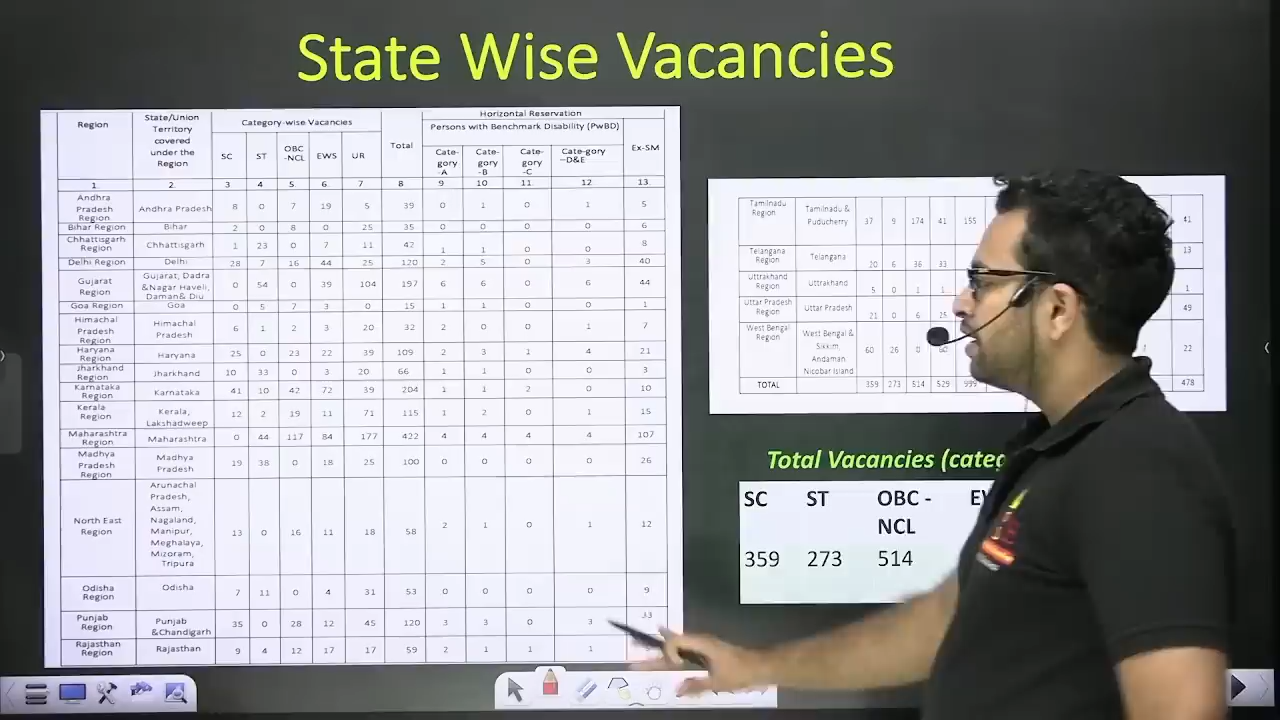 State Wise Vacancies
Region State/Union Territory covered under the Region Category-wise Vacancies Total Horizontal Reservation
Persons with Benchmark Disability (PwBD) Ex-SM
SC ST OBC -NCL EWS UR Cate-gory -A Cate-gory -B Cate-gory -C Cate-gory -D&E
1. 2. 3 4 5. 6. 7 8 9 10 11. 12 13.
Andhra Pradesh Region Andhra Pradesh 8 0 7 19 5 39 0 1 0 1 5
Bihar Region Bihar 2 0 8 0 25 35 0 0 0 0 6
Chhattisgarh Region Chhattisgarh 1 23 0 7 11 42 1 1 0 0 8
Delhi Region Delhi 28 7 16 44 25 120 2 5 0 3 40
Gujarat Region Gujarat, Dadra &Nagar Haveli, Daman& Diu 0 54 0 39 104 197 6 6 0 6 44
Goa Region Goa 0 5 7 3 0 15 1 1 0 0 1
Himachal Pradesh Region Himachal Pradesh 6 1 2 3 20 32 2 0 0 1 7
Haryana Region Haryana 25 0 23 22 39 109 2 3 1 4 21
Jharkhand Region Jharkhand 10 33 0 3 20 66 1 1 0 0 3
Karnataka Region Karnataka 41 10 42 72 39 204 1 1 2 0 10
Kerala Region Kerala, Lakshadweep 12 2 19 11 71 115 1 2 0 1 15
Maharashtra Region Maharashtra 0 44 117 84 177 422 4 4 4 4 107
Madhya Pradesh Region Madhya Pradesh 19 38 0 18 25 100 0 0 0 0 26
North East Region Arunachal Pradesh, Assam, Nagaland, Manipur, Meghalaya, Mizoram, Tripura 13 0 16 11 18 58 2 1 0 1 12
Odisha Region Odisha 7 11 0 4 31 53 0 0 0 0 9
Punjab Region Punjab &Chandigarh 35 0 28 12 45 120 3 3 0 3 33
Rajasthan Region Rajasthan 9 4 12 17 17 59 2 1 1 1
Tamilnadu Region Tamilnadu & Puducherry 37 9 174 41 155 41
Telangana Region Telangana 20 6 36 33 13
Uttrakhand Region Uttrakhand 5 0 1 1 1
Uttar Pradesh Region Uttar Pradesh 21 0 6 25 49
West Bengal Region West Bengal & Sikkim, Andaman Nicobar Island 60 26 0 22
TOTAL 359 273 514 529 999 478
Total Vacancies
SC ST OBC - NCL
359 273 514